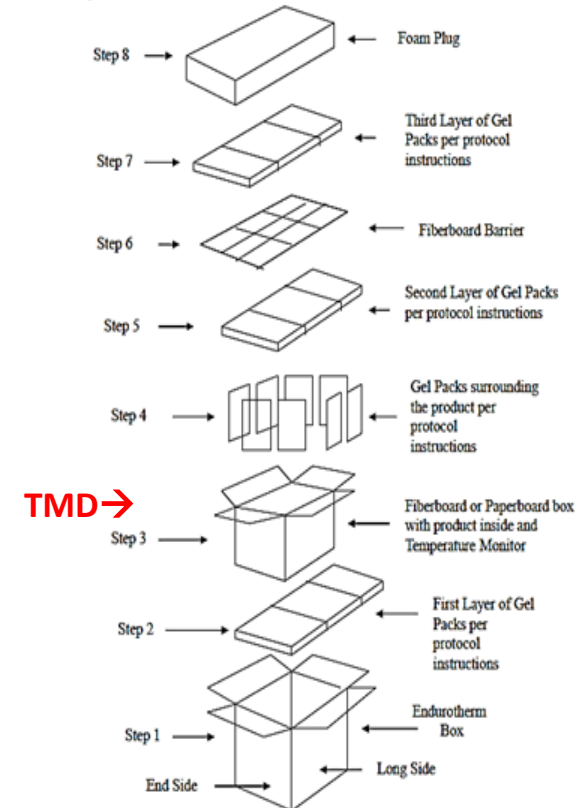 Step 8
Foam Plug
Step 7
Third Layer of Gel
Packs per protocol
instructions
Step 6
Fiberboard Barrier
Step 5
Second Layer of Gel Packs
per protocol instructions
Step 4
Gel Packs surrounding
the product per
protocol
instructions
TMD→
Step 3
Fiberboard or Paperboard box
with product inside and
Temperature Monitor
Step 2
First Layer of Gel
Packs per
protocol
instructions
Step 1
Endurotherm
Box
End Side
Long Side